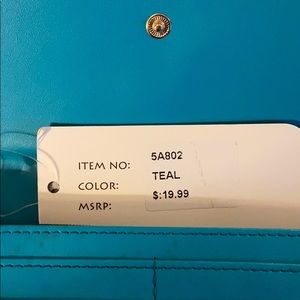 ITEM NO: 5A802
COLOR: TEAL
MSRP: $:19.99